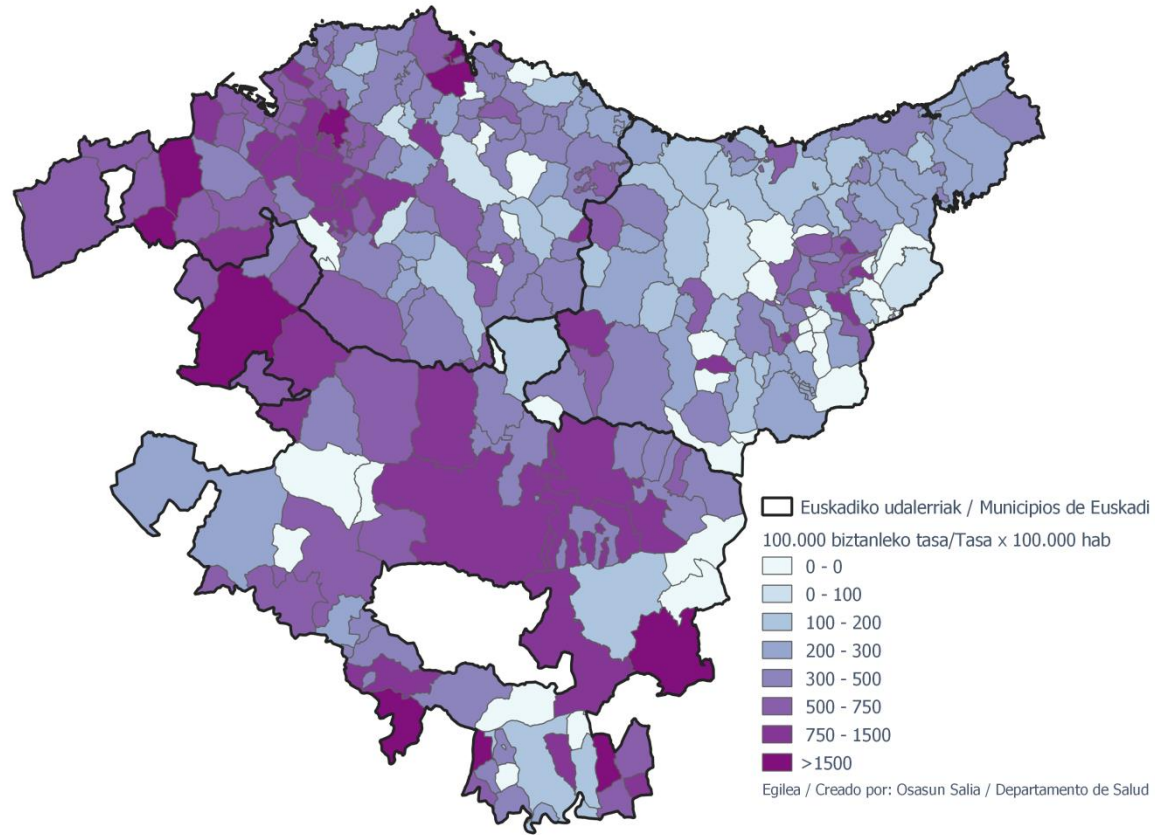 Euskadiko udalerriak / Municipios de Euskadi
100.000 biztanleko tasa/Tasa x 100.000 hab
0 - 0
0 - 100
100 - 200
200 - 300
300 - 500
500 - 750
750 - 1500
>1500
Egilea / Creado por: Osasun Salia / Departamento de Salud